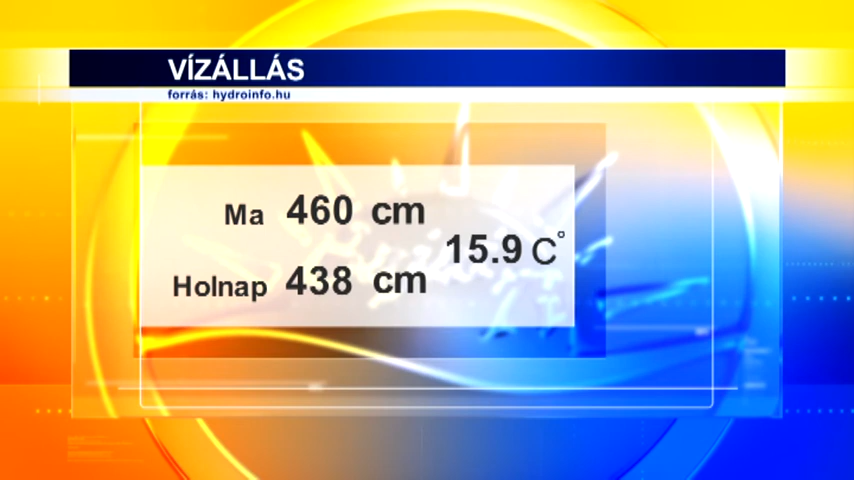 VÍZÁLLÁS
forrás: hydroinfo.hu
Ma 460 cm
15.9 C°
Holnap 438 cm